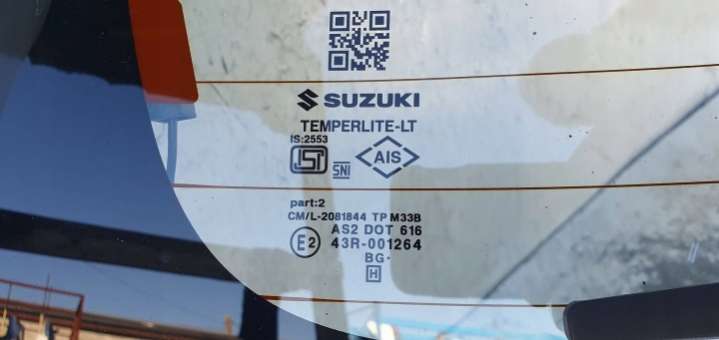 SUZUKI
TEMPERLITE-LT
IS:2553
ISI SNI AIS
part:2
CM/L-2081844 TP M33B
AS2 DOT 616
E2 43R-001264
BG-
H